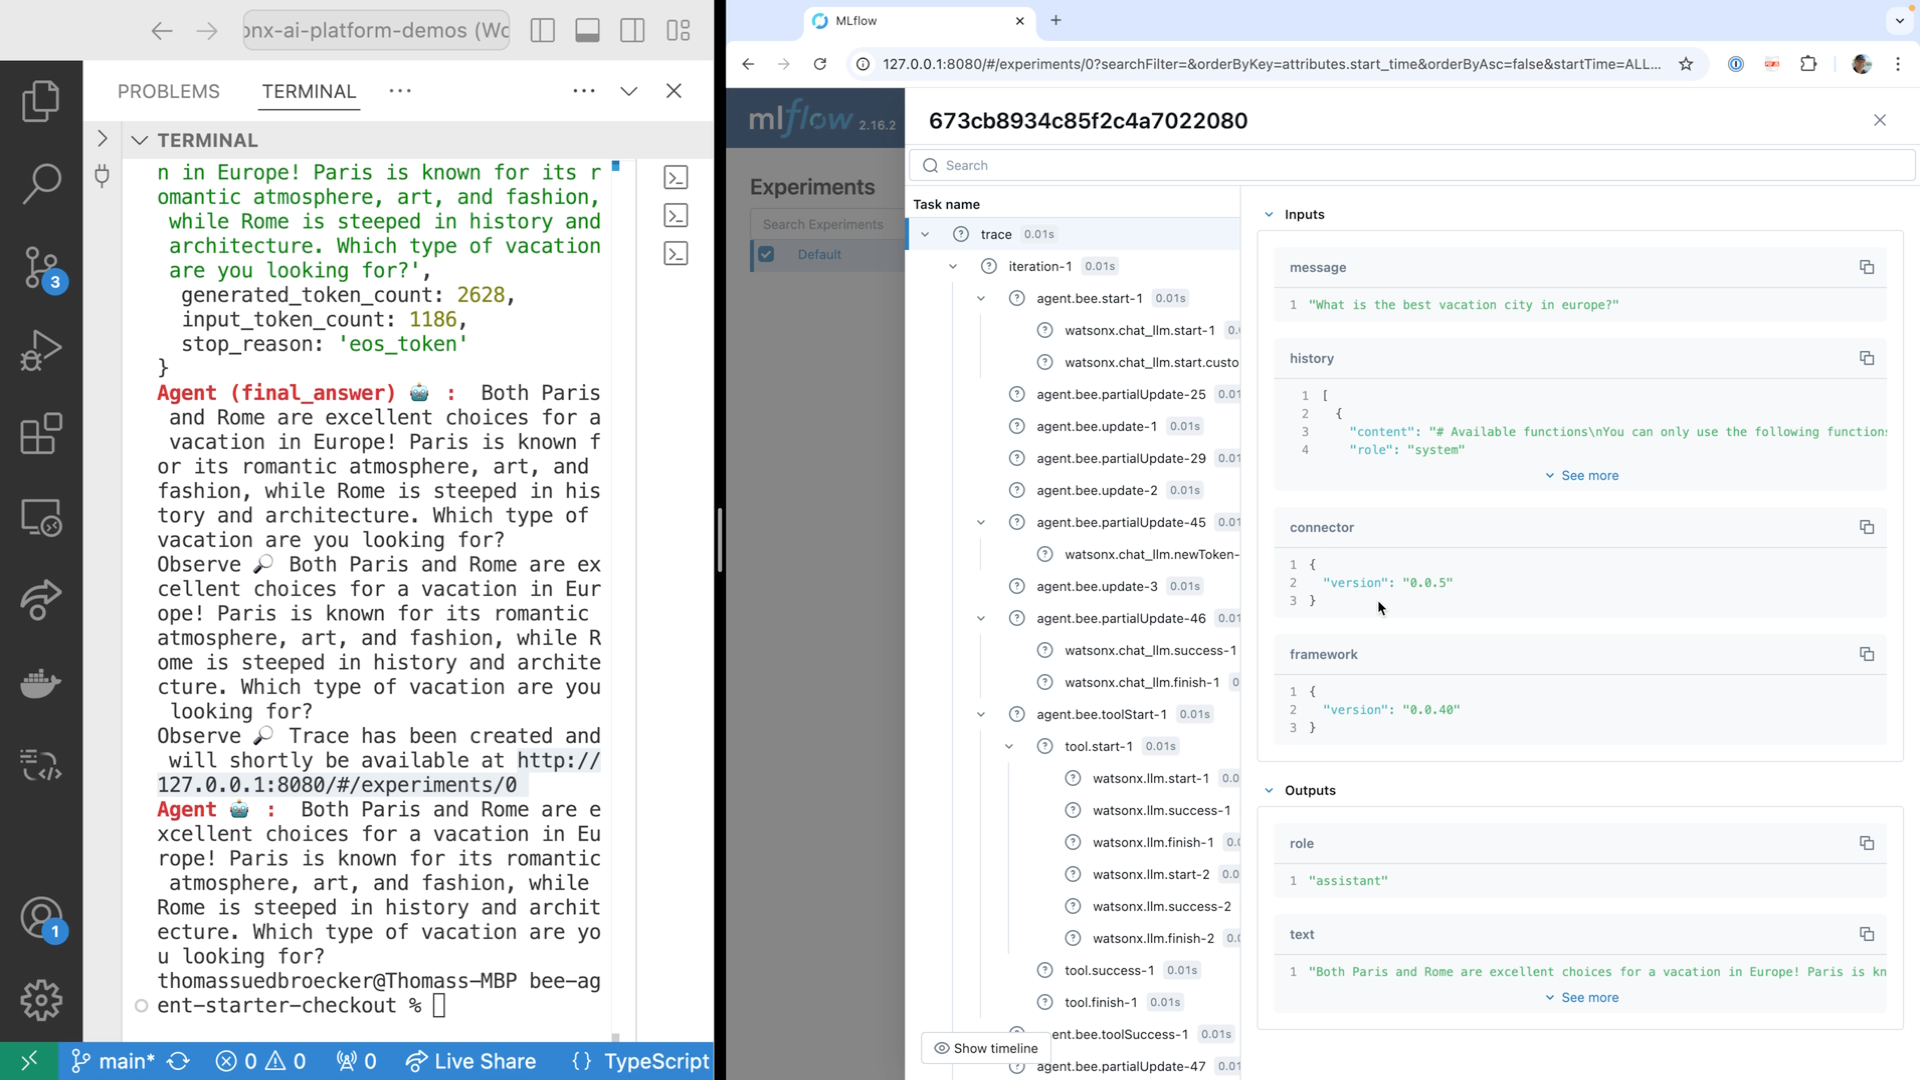 onx-ai-platform-demos (Wo
PROBLEMS
TERMINAL
TERMINAL
n in Europe! Paris is known for its r
omantic atmosphere, art, and fashion,
while Rome is steeped in history and
architecture. Which type of vacation
are you looking for?',
generated_token_count: 2628,
input_token_count: 1186,
stop_reason: 'eos_token'
}
Agent (final_answer) 🤖 : Both Paris
and Rome are excellent choices for a
vacation in Europe! Paris is known f
or its romantic atmosphere, art, and
fashion, while Rome is steeped in his
tory and architecture. Which type of
vacation are you looking for?
Observe 🔎 Both Paris and Rome are ex
cellent choices for a vacation in Eur
ope! Paris is known for its romantic
atmosphere, art, and fashion, while R
ome is steeped in history and archite
cture. Which type of vacation are you
looking for?
Observe 🔎 Trace has been created and
will shortly be available at http://
127.0.0.1:8080/#/experiments/0
Agent 🤖 : Both Paris and Rome are e
xcellent choices for a vacation in Eu
rope! Paris is known for its romantic
atmosphere, art, and fashion, while
Rome is steeped in history and archit
ecture. Which type of vacation are yo
u looking for?
thomassuedbroecker@Thomass-MBP bee-ag
ent-starter-checkout %
3
1
main* 0 0 0 Live Share {} TypeScript
MLflow
127.0.0.1:8080/#/experiments/0?searchFilter=&orderByKey=attributes.start_time&orderByAsc=false&startTime=ALL...
mlflow 2.16.2
Experiments
Search Experiments
Default
673cb8934c85f2c4a7022080
Search
Task name
trace 0.01s
iteration-1 0.01s
agent.bee.start-1 0.01s
watsonx.chat_llm.start-1 0.
watsonx.chat_llm.start.custo
agent.bee.partialUpdate-25 0.01
agent.bee.update-1 0.01s
agent.bee.partialUpdate-29 0.01
agent.bee.update-2 0.01s
agent.bee.partialUpdate-45 0.01
watsonx.chat_llm.newToken-
agent.bee.update-3 0.01s
agent.bee.partialUpdate-46 0.01
watsonx.chat_llm.success-1
watsonx.chat_llm.finish-1 0
agent.bee.toolStart-1 0.01s
tool.start-1 0.01s
watsonx.llm.start-1 0.0
watsonx.llm.success-1
watsonx.llm.finish-1 0.
watsonx.llm.start-2 0.0
watsonx.llm.success-2
watsonx.llm.finish-2 0.
tool.success-1 0.01s
tool.finish-1 0.01s
ent.bee.toolSuccess-1 0.01s
agent.bee.partialUpdate-47 0.01
Show timeline
Inputs
message
1 "What is the best vacation city in europe?"
history
1 [
2 {
3 "content": "# Available functions\nYou can only use the following functions
4 "role": "system"
See more
connector
1 {
2 "version": "0.0.5"
3 }
framework
1 {
2 "version": "0.0.40"
3 }
Outputs
role
1 "assistant"
text
1 "Both Paris and Rome are excellent choices for a vacation in Europe! Paris is kn
See more